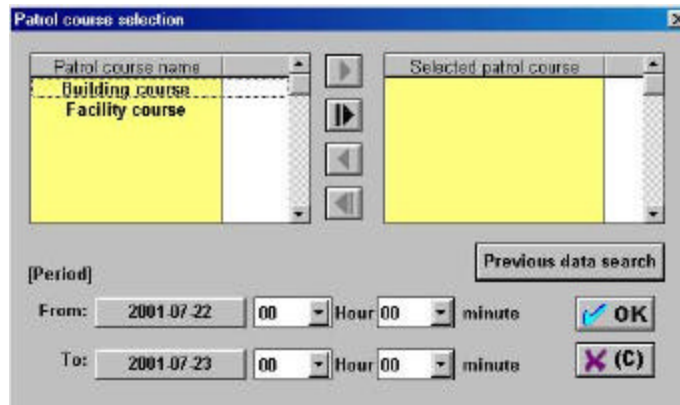 Patrol course selection
Patrol course name
Selected patrol course
Building course
Facility course
Previous data search
[Period]
From: 2001-07-22 00 Hour 00 minute
OK
To: 2001-07-23 00 Hour 00 minute
(C)